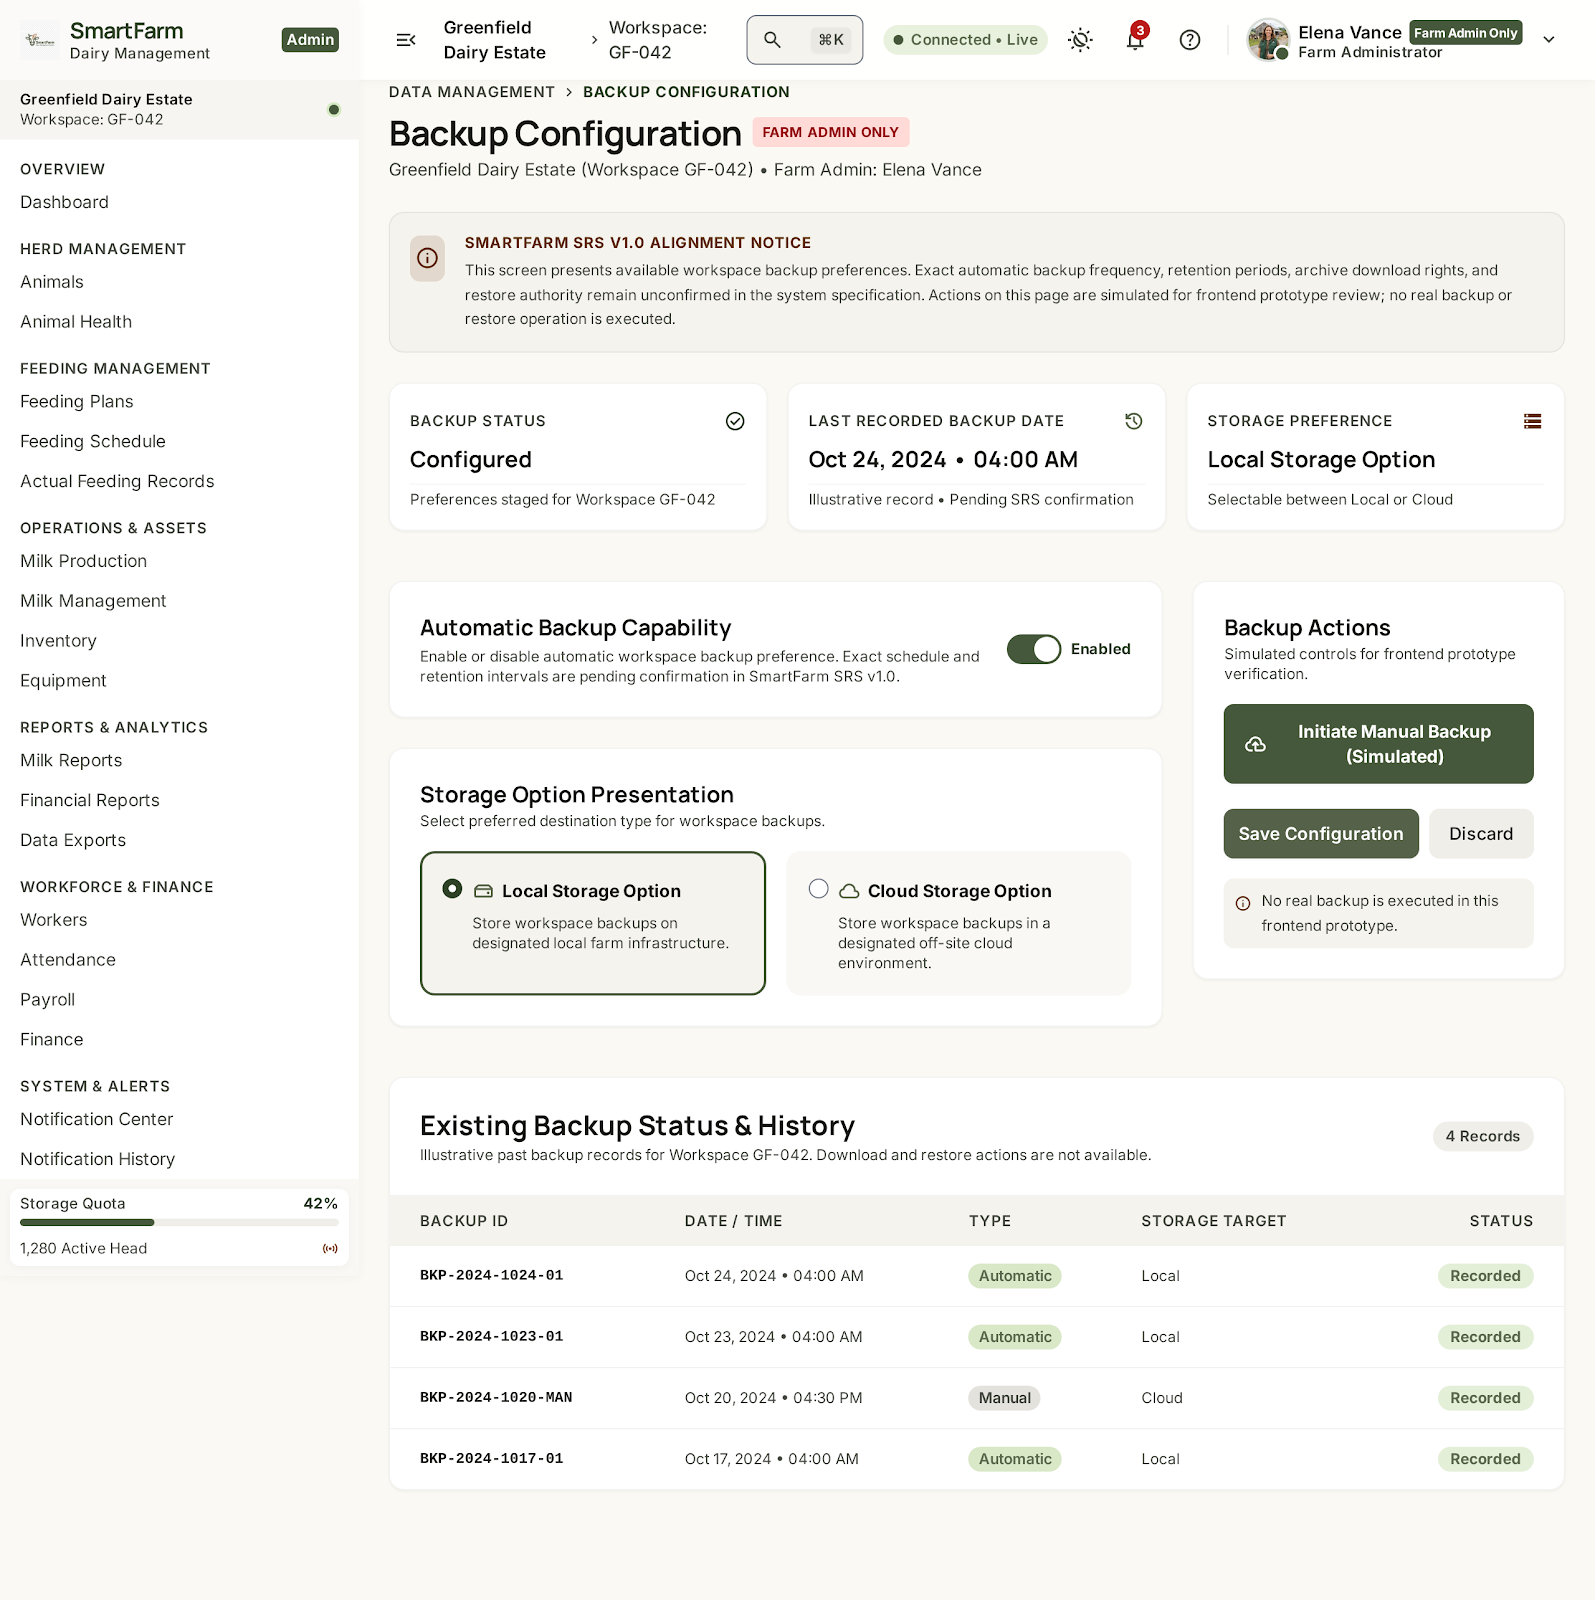 SmartFarm
Dairy Management
Admin
Greenfield Dairy Estate
Workspace: GF-042
OVERVIEW
Dashboard
HERD MANAGEMENT
Animals
Animal Health
FEEDING MANAGEMENT
Feeding Plans
Feeding Schedule
Actual Feeding Records
OPERATIONS & ASSETS
Milk Production
Milk Management
Inventory
Equipment
REPORTS & ANALYTICS
Milk Reports
Financial Reports
Data Exports
WORKFORCE & FINANCE
Workers
Attendance
Payroll
Finance
SYSTEM & ALERTS
Notification Center
Notification History
Storage Quota 42%
1,280 Active Head
Greenfield
Dairy Estate
Workspace:
GF-042
⌘K
Connected • Live
3
Elena Vance
Farm Admin Only
Farm Administrator
DATA MANAGEMENT > BACKUP CONFIGURATION
Backup Configuration
FARM ADMIN ONLY
Greenfield Dairy Estate (Workspace GF-042) • Farm Admin: Elena Vance
SMARTFARM SRS V1.0 ALIGNMENT NOTICE
This screen presents available workspace backup preferences. Exact automatic backup frequency, retention periods, archive download rights, and
restore authority remain unconfirmed in the system specification. Actions on this page are simulated for frontend prototype review; no real backup or
restore operation is executed.
BACKUP STATUS
Configured
Preferences staged for Workspace GF-042
LAST RECORDED BACKUP DATE
Oct 24, 2024 • 04:00 AM
Illustrative record • Pending SRS confirmation
STORAGE PREFERENCE
Local Storage Option
Selectable between Local or Cloud
Automatic Backup Capability
Enable or disable automatic workspace backup preference. Exact schedule and
retention intervals are pending confirmation in SmartFarm SRS v1.0.
Enabled
Storage Option Presentation
Select preferred destination type for workspace backups.
Local Storage Option
Store workspace backups on
designated local farm infrastructure.
Cloud Storage Option
Store workspace backups in a
designated off-site cloud
environment.
Backup Actions
Simulated controls for frontend prototype
verification.
Initiate Manual Backup
(Simulated)
Save Configuration
Discard
No real backup is executed in this
frontend prototype.
Existing Backup Status & History
Illustrative past backup records for Workspace GF-042. Download and restore actions are not available.
4 Records
BACKUP ID DATE / TIME TYPE STORAGE TARGET STATUS
BKP-2024-1024-01 Oct 24, 2024 • 04:00 AM Automatic Local Recorded
BKP-2024-1023-01 Oct 23, 2024 • 04:00 AM Automatic Local Recorded
BKP-2024-1020-MAN Oct 20, 2024 • 04:30 PM Manual Cloud Recorded
BKP-2024-1017-01 Oct 17, 2024 • 04:00 AM Automatic Local Recorded